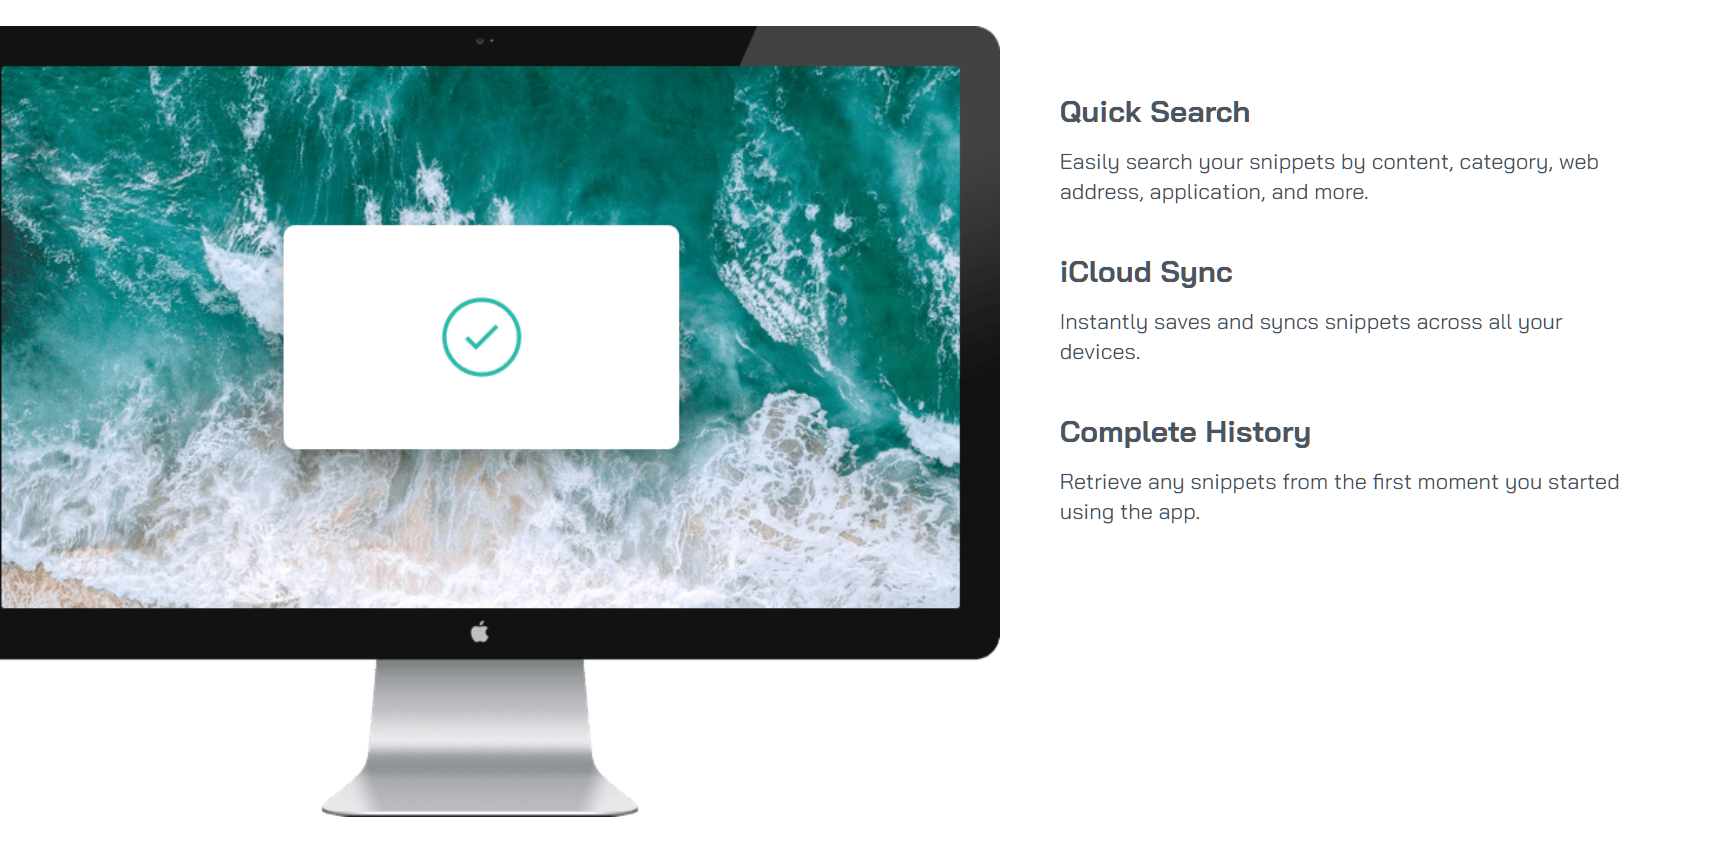 Quick Search
Easily search your snippets by content, category, web
address, application, and more.
iCloud Sync
Instantly saves and syncs snippets across all your
devices.
Complete History
Retrieve any snippets from the first moment you started
using the app.